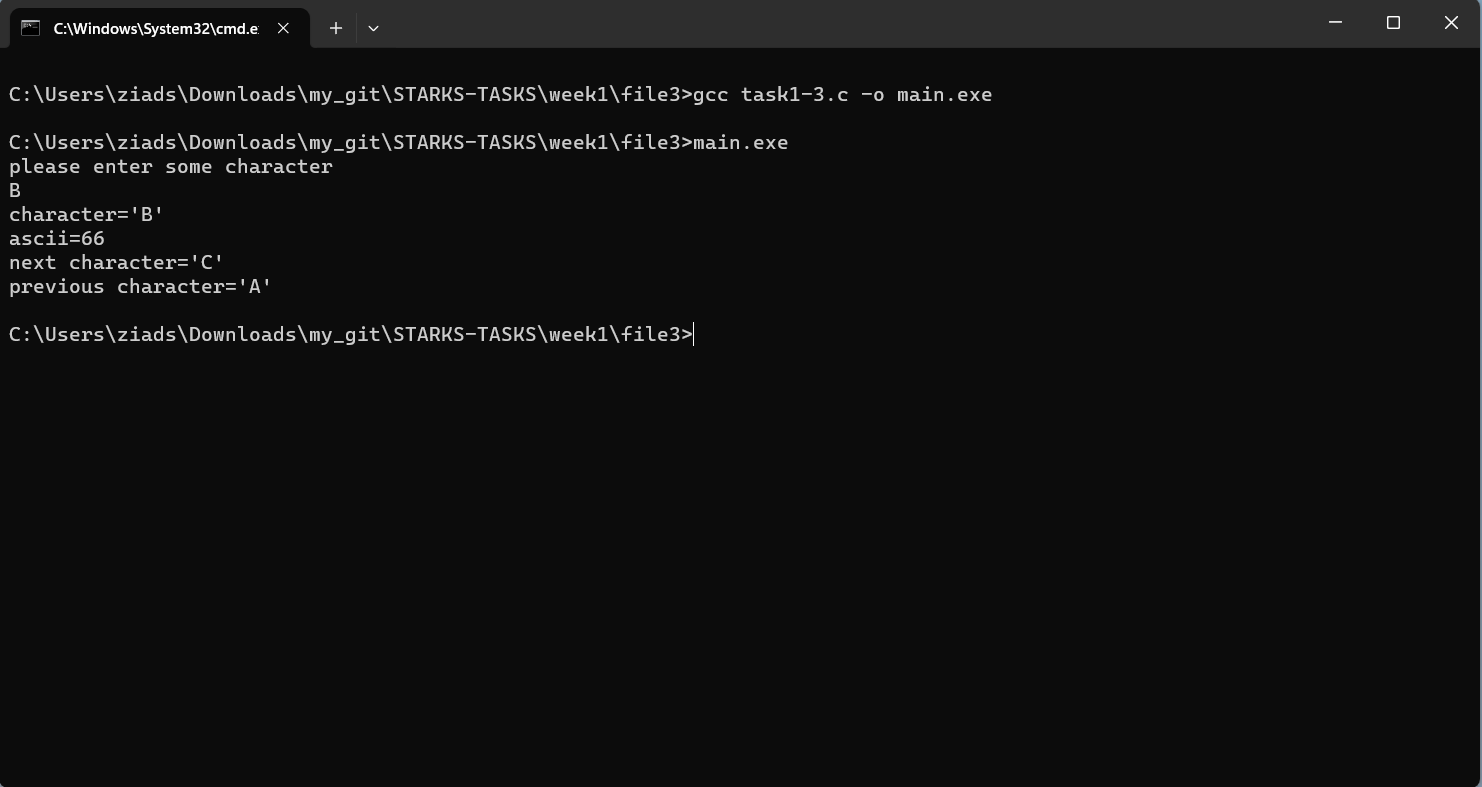 C:\Windows\System32\cmd.e
C:\Users\ziads\Downloads\my_git\STARKS-TASKS\week1\file3>gcc task1-3.c -o main.exe
C:\Users\ziads\Downloads\my_git\STARKS-TASKS\week1\file3>main.exe
please enter some character
B
character='B'
ascii=66
next character='C'
previous character='A'
C:\Users\ziads\Downloads\my_git\STARKS-TASKS\week1\file3>